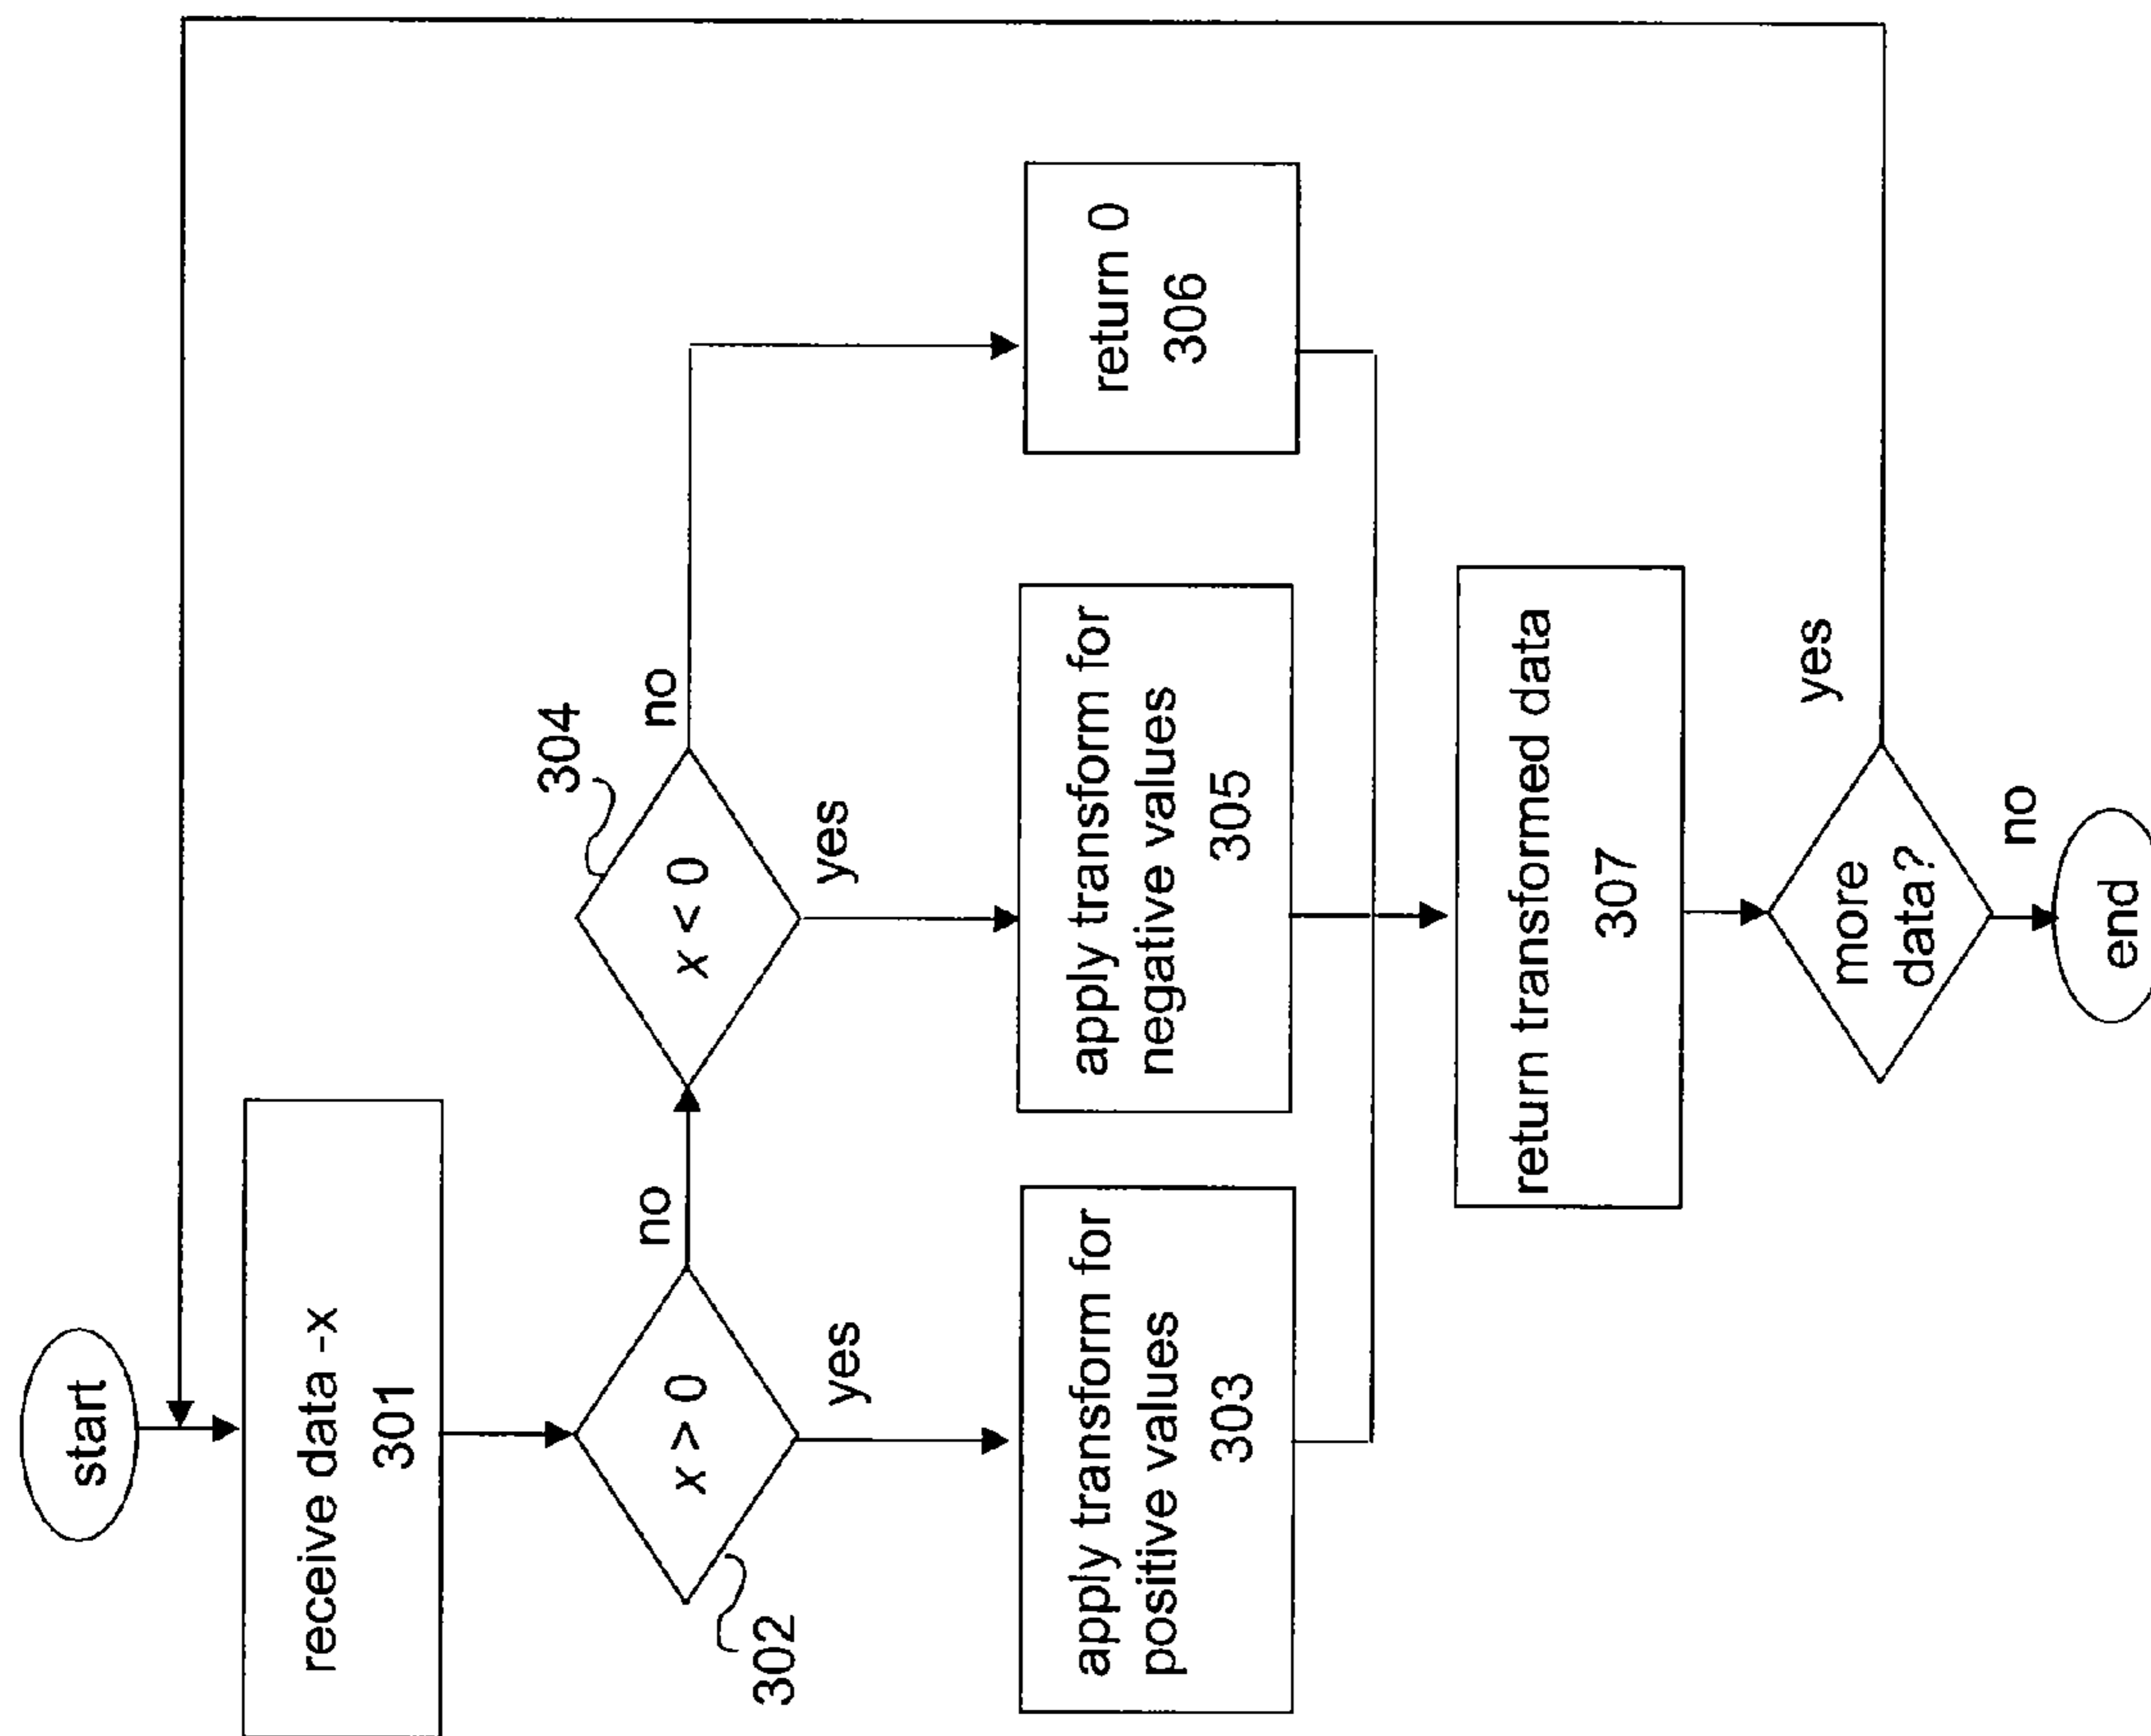 start
receive data -x
301
x > 0
302
yes
no
x < 0
304
yes
no
apply transform for
positive values
303
apply transform for
negative values
305
return 0
306
return transformed data
307
more
data?
yes
no
end